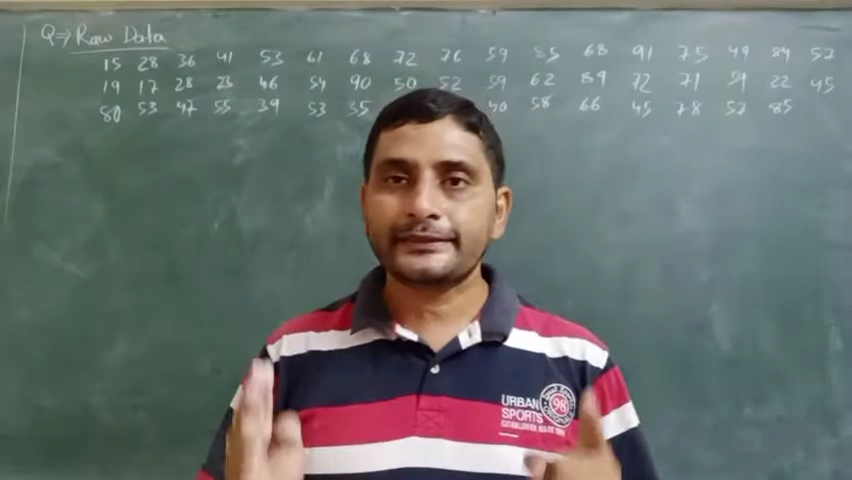 Q⇒ Raw Data
15 28 36 41 53 61 68 72 76 59 85 68 91 75 49 84 57
19 17 28 23 46 54 90 50 52 59 62 89 72 71 59 22 45
80 53 47 55 39 53 35 40 58 66 45 78 57 85
URBAN
SPORTS
98